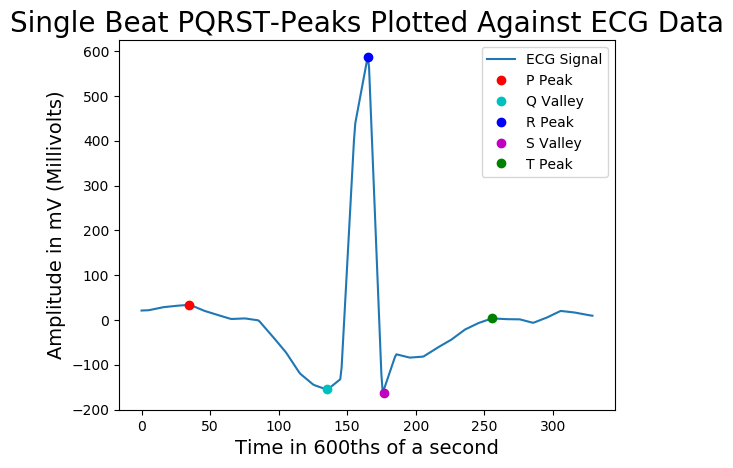 Single Beat PQRST-Peaks Plotted Against ECG Data
Amplitude in mV (Millivolts)
600
500
400
300
200
100
0
−100
−200
ECG Signal
P Peak
Q Valley
R Peak
S Valley
T Peak
0 50 100 150 200 250 300
Time in 600ths of a second